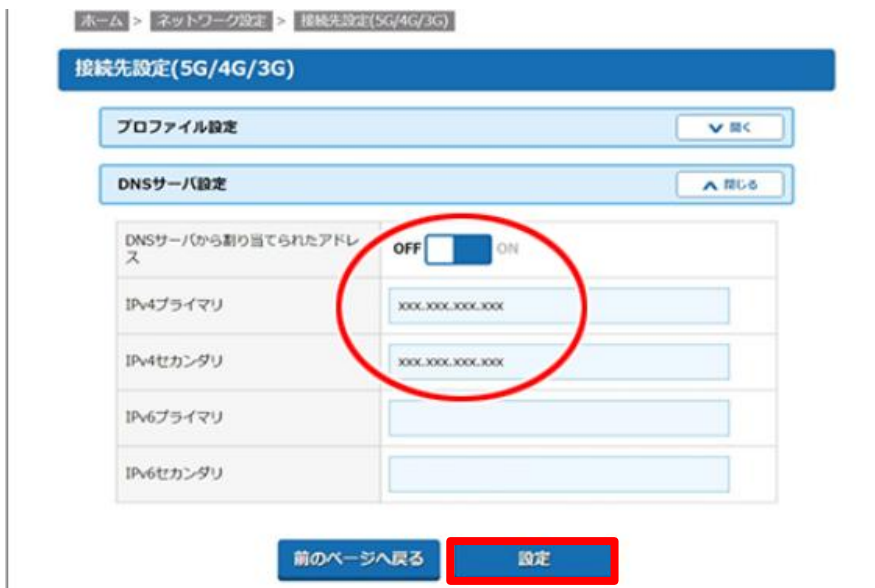 ホーム > ネットワーク設定 > 接続先設定(5G/4G/3G)
接続先設定(5G/4G/3G)
プロファイル設定 開く
DNSサーバ設定 閉じる
DNSサーバから割り当てられたアドレ
ス
OFF ON
IPv4プライマリ xxx.xxx.xxx.xxx
IPv4セカンダリ xxx.xxx.xxx.xxx
IPv6プライマリ
IPv6セカンダリ
前のページへ戻る 設定